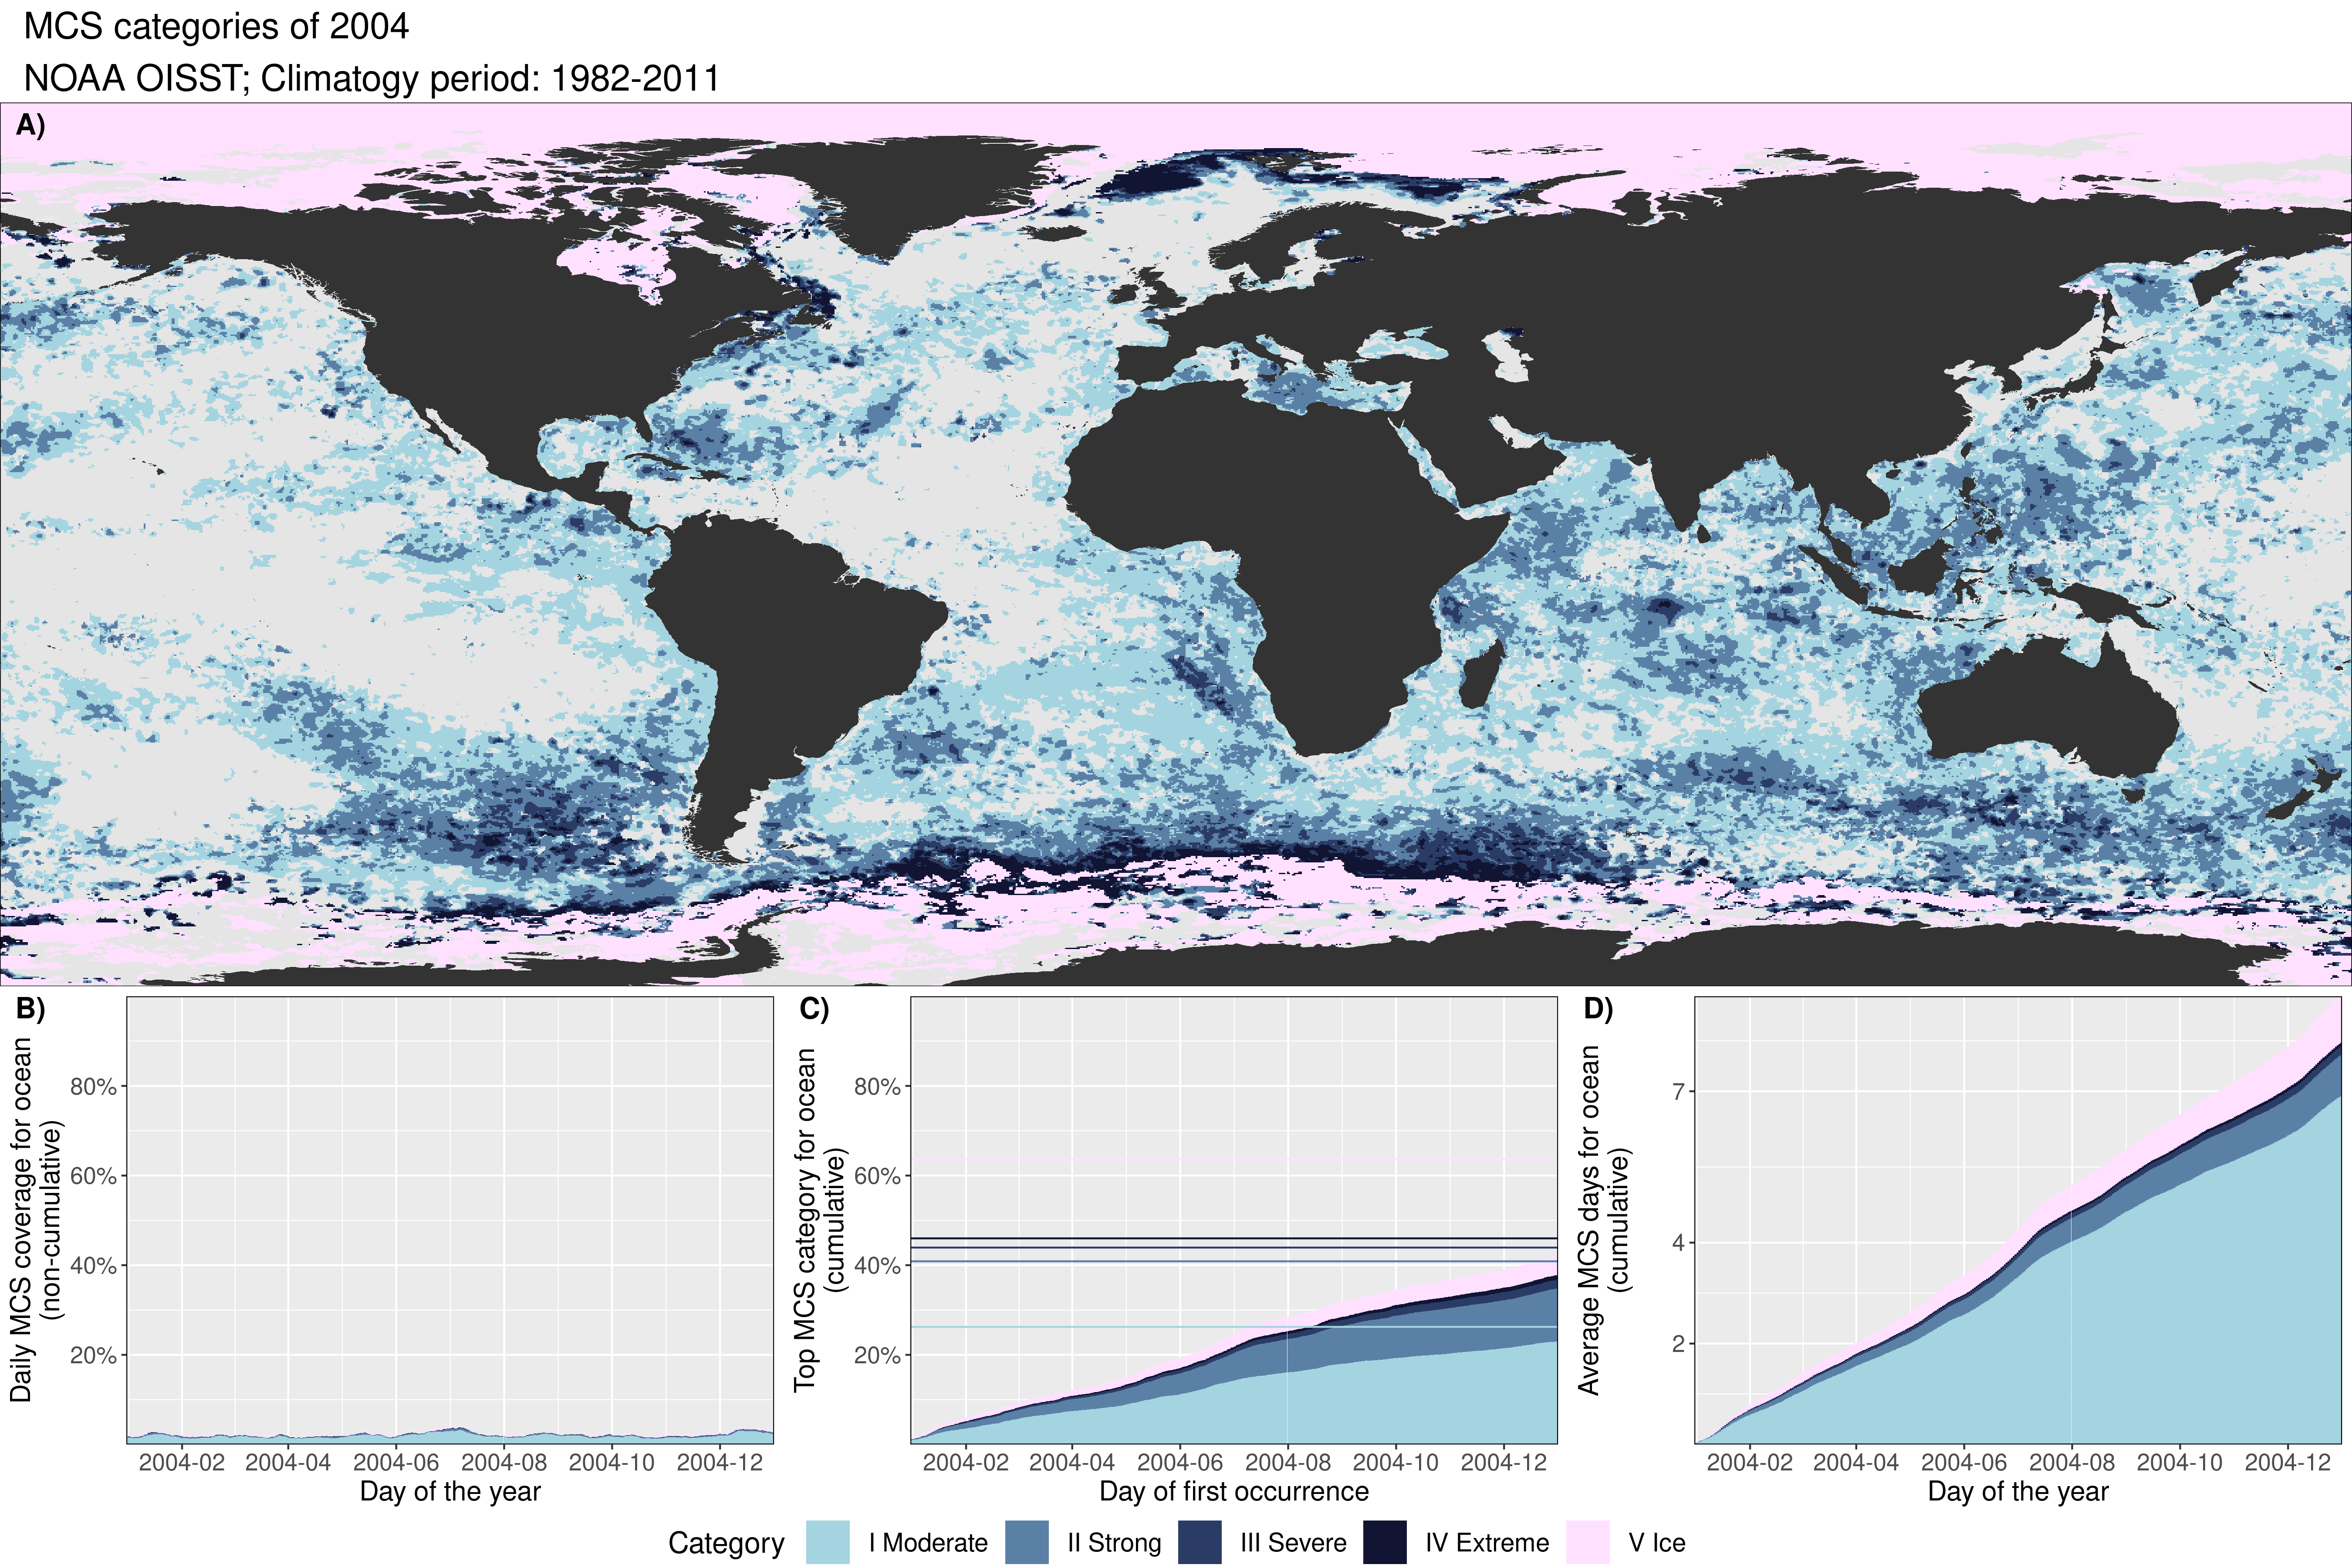 MCS categories of 2004
NOAA OISST; Climatogy period: 1982-2011
A)
B)
Daily MCS coverage for ocean
(non-cumulative)
80%
60%
40%
20%
2004-02 2004-04 2004-06 2004-08 2004-10 2004-12
Day of the year
C)
Top MCS category for ocean
(cumulative)
80%
60%
40%
20%
2004-02 2004-04 2004-06 2004-08 2004-10 2004-12
Day of first occurrence
D)
Average MCS days for ocean
(cumulative)
7
4
2
2004-02 2004-04 2004-06 2004-08 2004-10 2004-12
Day of the year
Category I Moderate II Strong III Severe IV Extreme V Ice